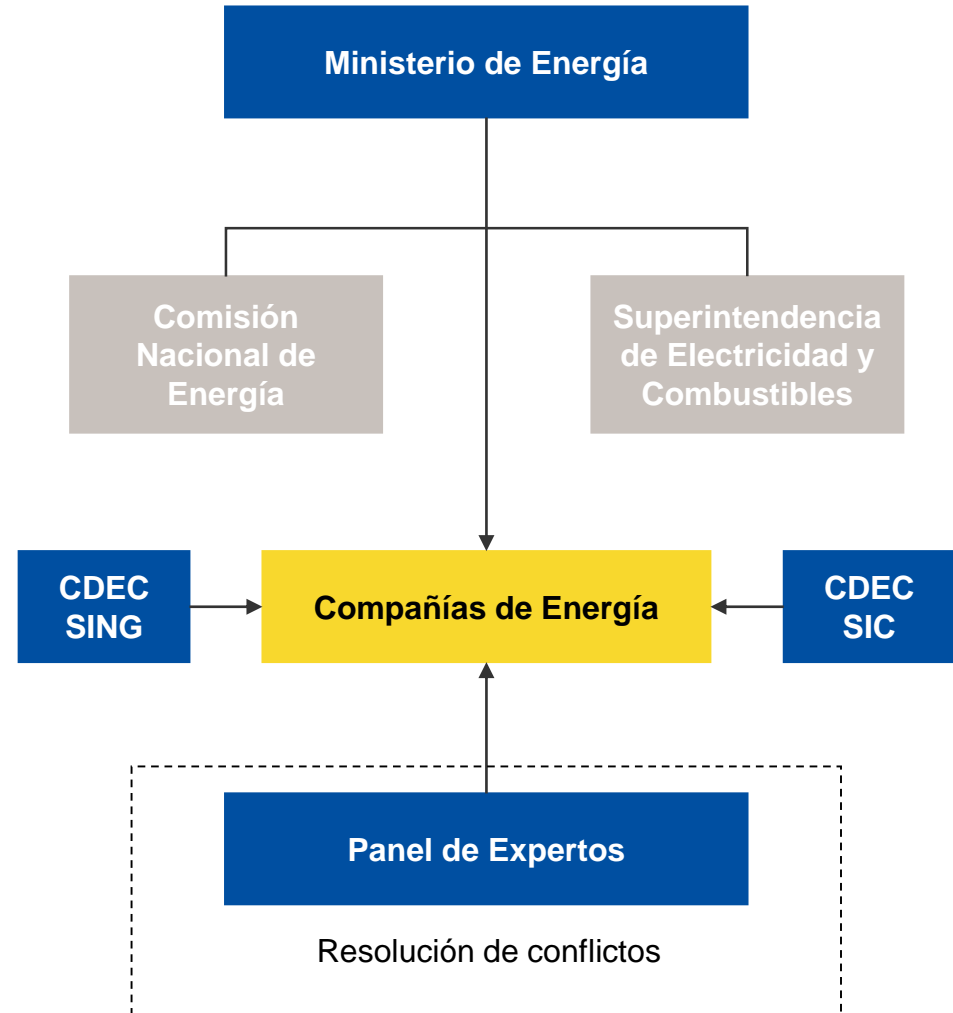 Ministerio de Energía
Comisión
Nacional de
Energía
Superintendencia
de Electricidad y
Combustibles
CDEC
SING
Compañías de Energía
CDEC
SIC
Panel de Expertos
Resolución de conflictos